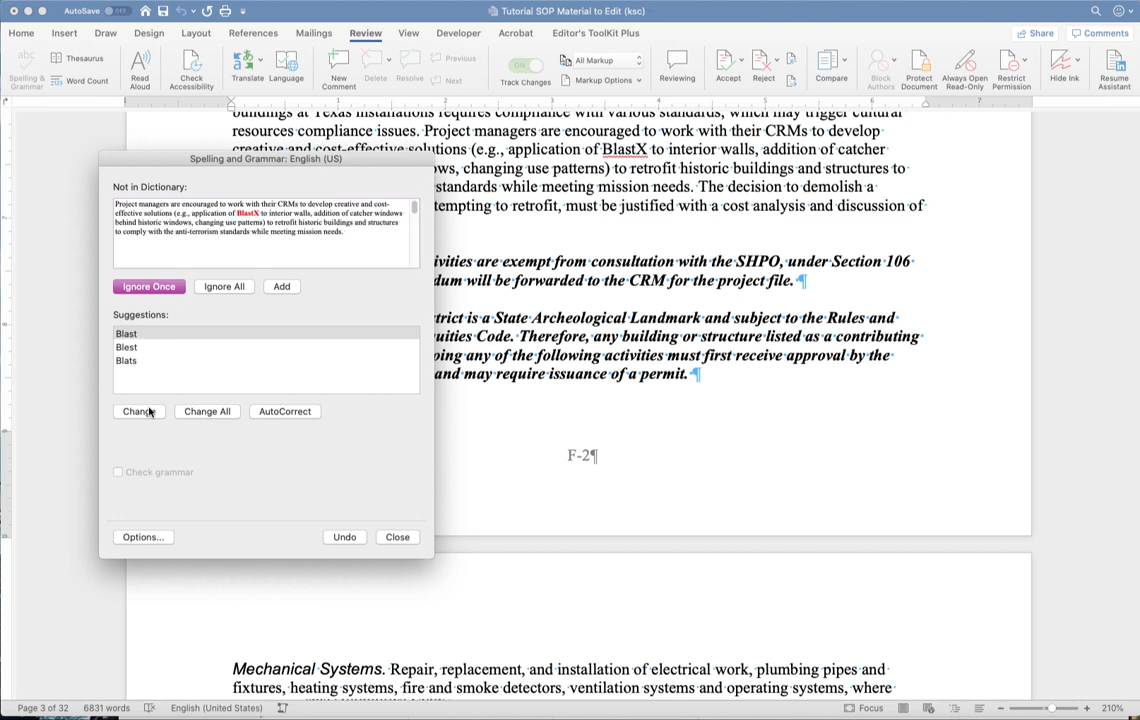 AutoSave OFF
Tutorial SOP Material to Edit (ksc)
Home Insert Draw Design Layout References Mailings Review View Developer Acrobat Editor's ToolKit Plus Share Comments
abc Spelling & Grammar
Thesaurus
Word Count
Read Aloud
Check Accessibility
Translate
Language
New Comment
Delete
Resolve
Previous
Next
ON
Track Changes
All Markup
Markup Options
Reviewing
Accept
Reject
Compare
Block Authors
Protect Document
Always Open Read-Only
Restrict Permission
Hide Ink
Resume Assistant
1 2 3 4 5 6 7
buildings at Texas installations requires compliance with various standards, which may trigger cultural
resources compliance issues. Project managers are encouraged to work with their CRMs to develop
creative and cost-effective solutions (e.g., application of BlastX to interior walls, addition of catcher
ows, changing use patterns) to retrofit historic buildings and structures to
standards while meeting mission needs. The decision to demolish a
tempting to retrofit, must be justified with a cost analysis and discussion of
ivities are exempt from consultation with the SHPO, under Section 106
dum will be forwarded to the CRM for the project file.¶
trict is a State Archeological Landmark and subject to the Rules and
uities Code. Therefore, any building or structure listed as a contributing
oing any of the following activities must first receive approval by the
and may require issuance of a permit.¶
F-2¶
Spelling and Grammar: English (US)
Not in Dictionary:
Project managers are encouraged to work with their CRMs to develop creative and cost-
effective solutions (e.g., application of BlastX to interior walls, addition of catcher windows
behind historic windows, changing use patterns) to retrofit historic buildings and structures
to comply with the anti-terrorism standards while meeting mission needs.
Ignore Once Ignore All Add
Suggestions:
Blast
Blest
Blats
Change Change All AutoCorrect
Check grammar
Options... Undo Close
Mechanical Systems. Repair, replacement, and installation of electrical work, plumbing pipes and
fixtures, heating systems, fire and smoke detectors, ventilation systems and operating systems, where
Page 3 of 32 6831 words English (United States) Focus 210%